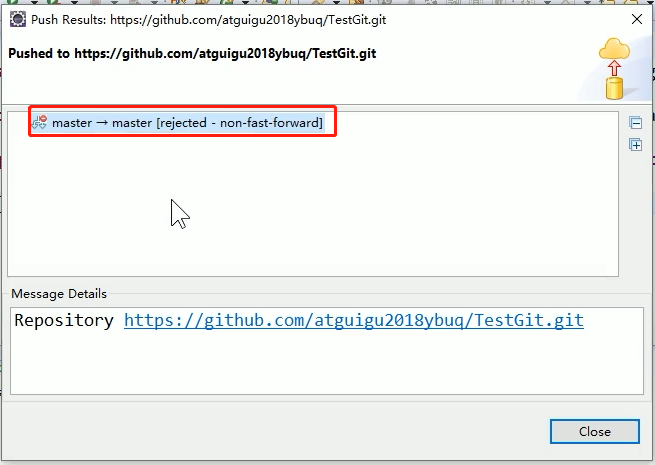 Push Results: https://github.com/atguigu2018ybuq/TestGit.git
Pushed to https://github.com/atguigu2018ybuq/TestGit.git
master → master [rejected - non-fast-forward]
Message Details
Repository https://github.com/atguigu2018ybuq/TestGit.git
Close